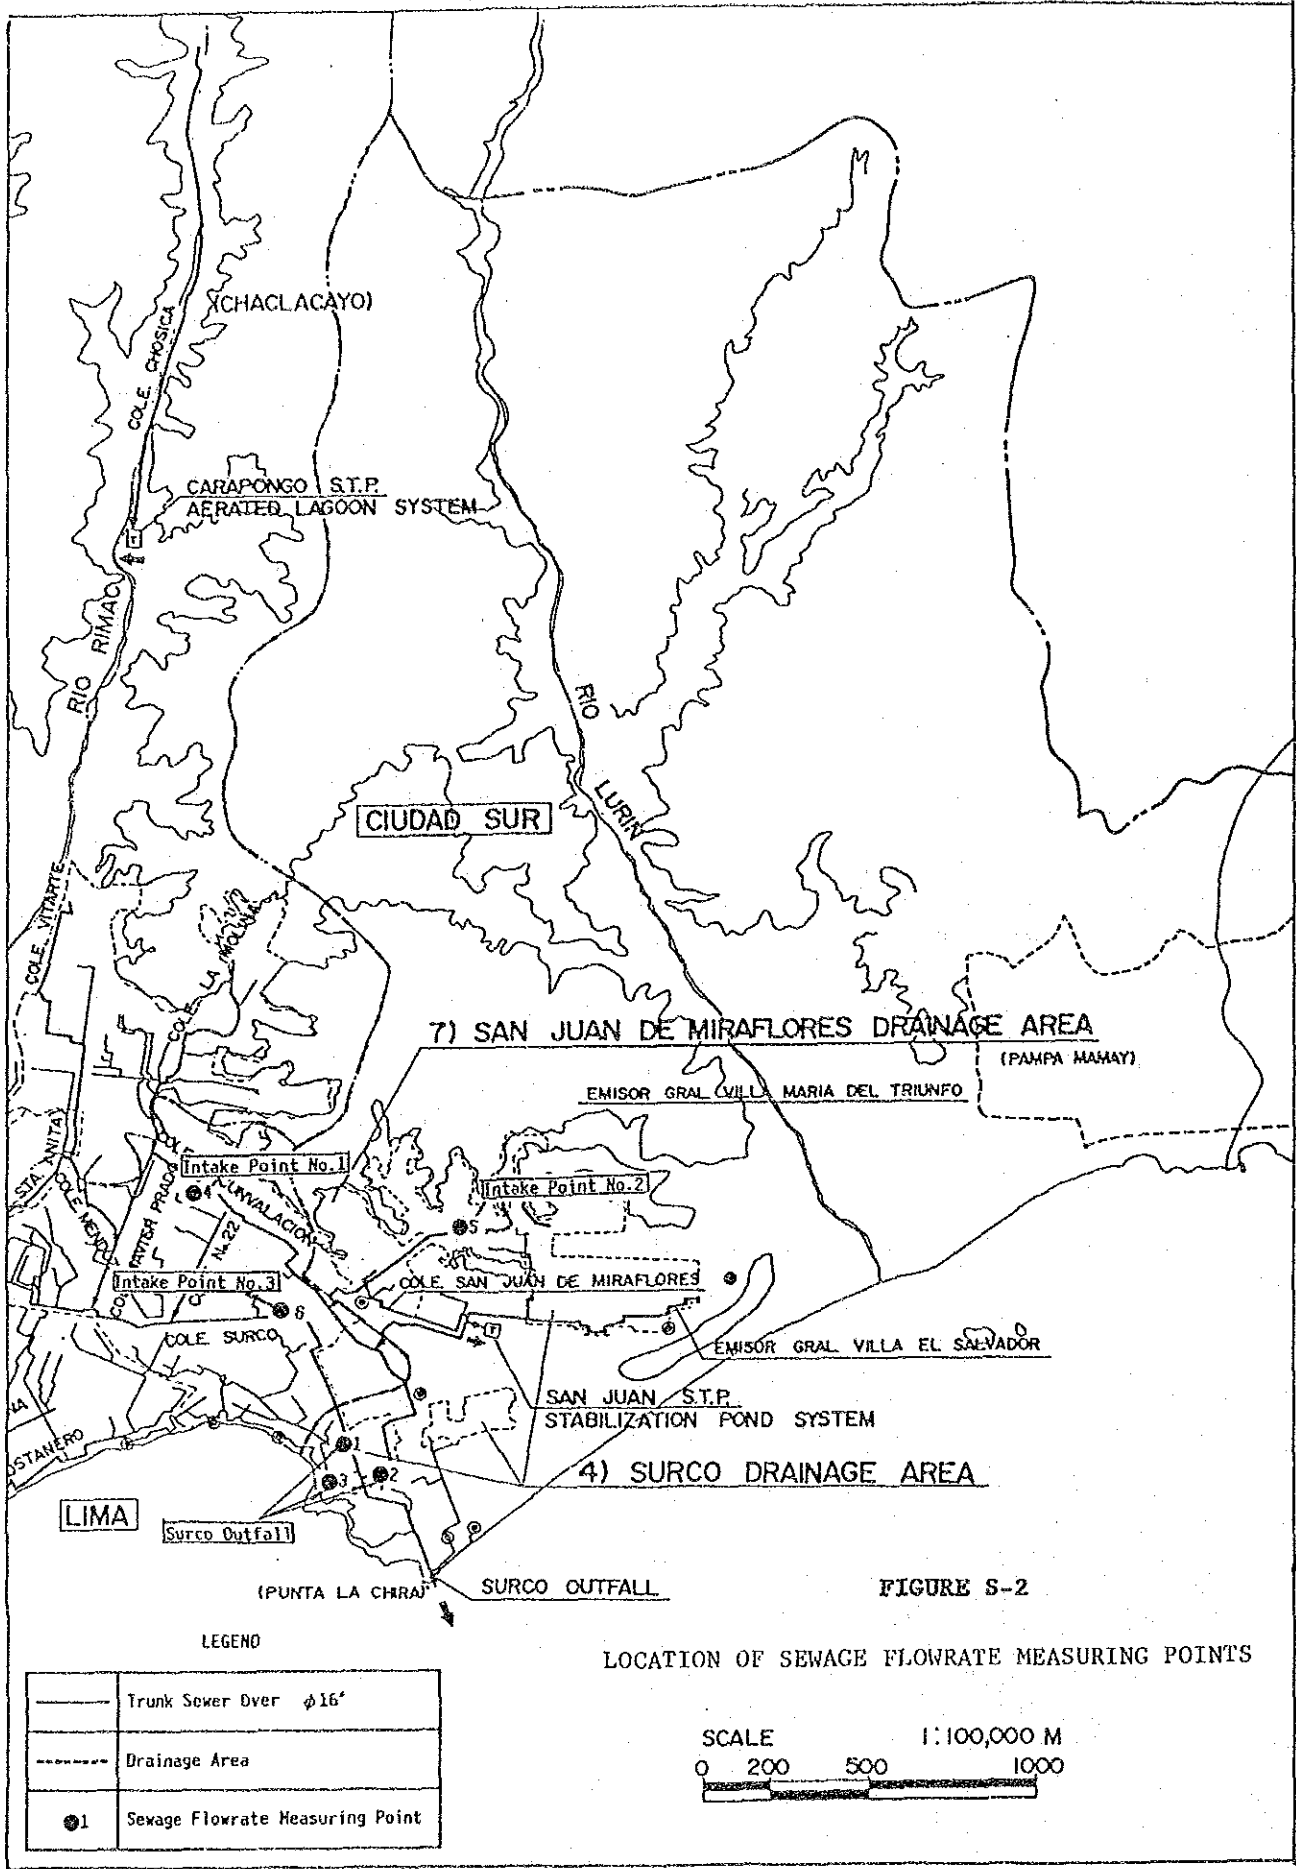 (CHACLACAYO)
COLE. CHOSICA
CARAPONGO S.T.P.
AERATED LAGOON SYSTEM
RIO RIMAC
RIO LURIN
CIUDAD SUR
COLE. VITARTE
COLE. LA MOLINA
7) SAN JUAN DE MIRAFLORES DRAINAGE AREA
(PAMPA MAMAY)
EMISOR GRAL. VILLA MARIA DEL TRIUNFO
STA. ANITA
Intake Point No.1
4
Intake Point No.2
5
JAVIER PRADO
No. 22
Intake Point No.3
6
COLE. SAN JUAN DE MIRAFLORES
COLE. SURCO
EMISOR GRAL. VILLA EL SALVADOR
SAN JUAN S.T.P.
STABILIZATION POND SYSTEM
OSTANERO
1
3
2
4) SURCO DRAINAGE AREA
LIMA
Surco Outfall
(PUNTA LA CHIRA)
SURCO OUTFALL
FIGURE S-2
LOCATION OF SEWAGE FLOWRATE MEASURING POINTS
LEGEND
Trunk Sewer Over φ16"
Drainage Area
1 Sewage Flowrate Measuring Point
SCALE 1:100,000 M
0 200 500 1000